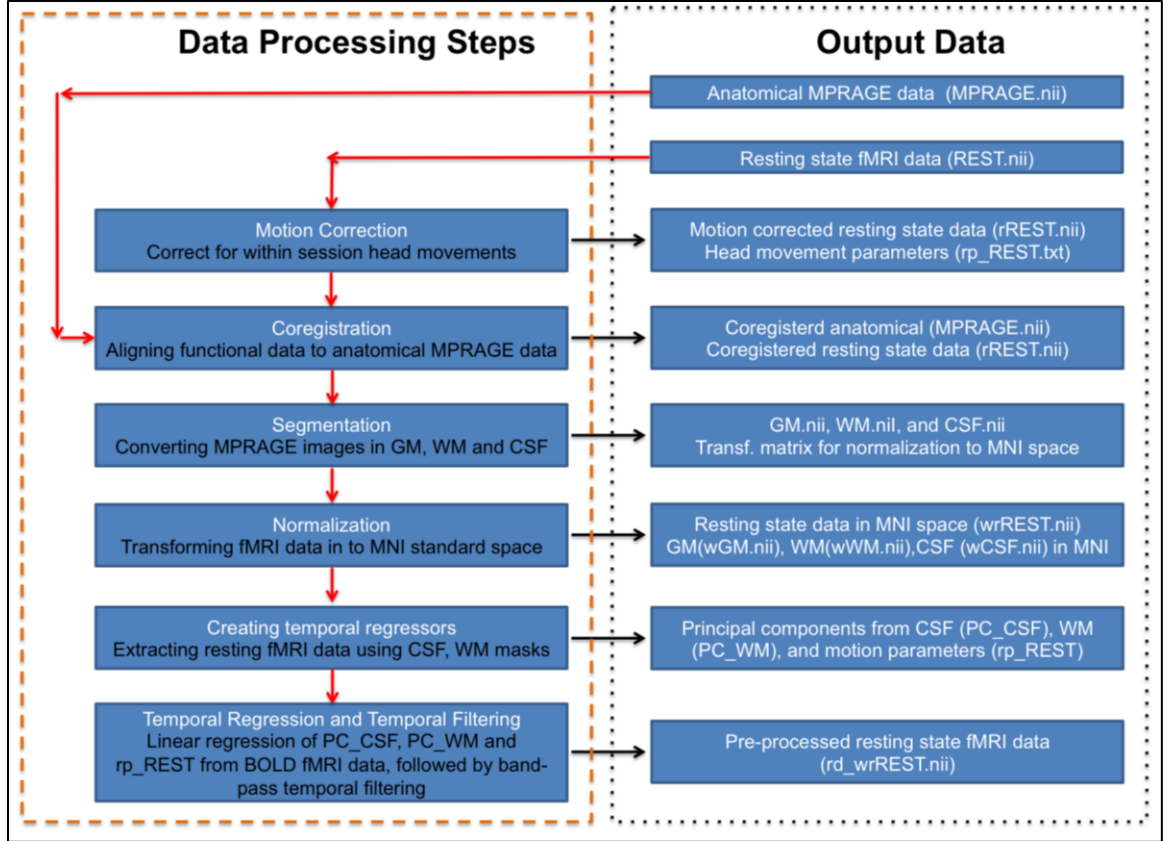 Data Processing Steps
Output Data
Anatomical MPRAGE data (MPRAGE.nii)
Resting state fMRI data (REST.nii)
Motion Correction
Correct for within session head movements
Motion corrected resting state data (rREST.nii)
Head movement parameters (rp_REST.txt)
Coregistration
Aligning functional data to anatomical MPRAGE data
Coregisterd anatomical (MPRAGE.nii)
Coregistered resting state data (rREST.nii)
Segmentation
Converting MPRAGE images in GM, WM and CSF
GM.nii, WM.nil, and CSF.nii
Transf. matrix for normalization to MNI space
Normalization
Transforming fMRI data in to MNI standard space
Resting state data in MNI space (wrREST.nii)
GM(wGM.nii), WM(wWM.nii),CSF (wCSF.nii) in MNI
Creating temporal regressors
Extracting resting fMRI data using CSF, WM masks
Principal components from CSF (PC_CSF), WM
(PC_WM), and motion parameters (rp_REST)
Temporal Regression and Temporal Filtering
Linear regression of PC_CSF, PC_WM and
rp_REST from BOLD fMRI data, followed by band-
pass temporal filtering
Pre-processed resting state fMRI data
(rd_wrREST.nii)